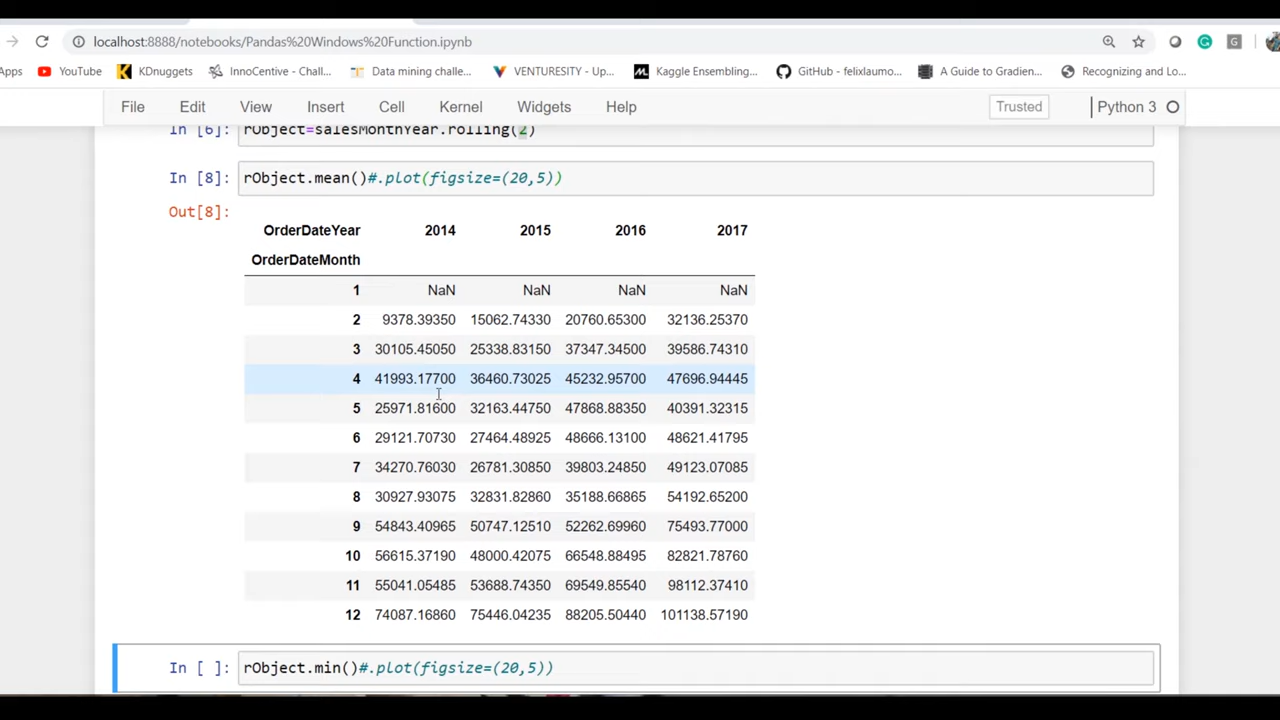 localhost:8888/notebooks/Pandas%20Windows%20Function.ipynb
Apps YouTube KDnuggets InnoCentive - Chall... Data mining challe... VENTURESITY - Up... Kaggle Ensembling... GitHub - felixlaumo... A Guide to Gradien... Recognizing and Lo...
File Edit View Insert Cell Kernel Widgets Help Trusted Python 3
In [6]: rObject=salesMonthYear.rolling(2)
In [8]: rObject.mean()#.plot(figsize=(20,5))
Out[8]:
OrderDateYear 2014 2015 2016 2017
OrderDateMonth
1 NaN NaN NaN NaN
2 9378.39350 15062.74330 20760.65300 32136.25370
3 30105.45050 25338.83150 37347.34500 39586.74310
4 41993.17700 36460.73025 45232.95700 47696.94445
5 25971.81600 32163.44750 47868.88350 40391.32315
6 29121.70730 27464.48925 48666.13100 48621.41795
7 34270.76030 26781.30850 39803.24850 49123.07085
8 30927.93075 32831.82860 35188.66865 54192.65200
9 54843.40965 50747.12510 52262.69960 75493.77000
10 56615.37190 48000.42075 66548.88495 82821.78760
11 55041.05485 53688.74350 69549.85540 98112.37410
12 74087.16860 75446.04235 88205.50440 101138.57190
In [ ]: rObject.min()#.plot(figsize=(20,5))